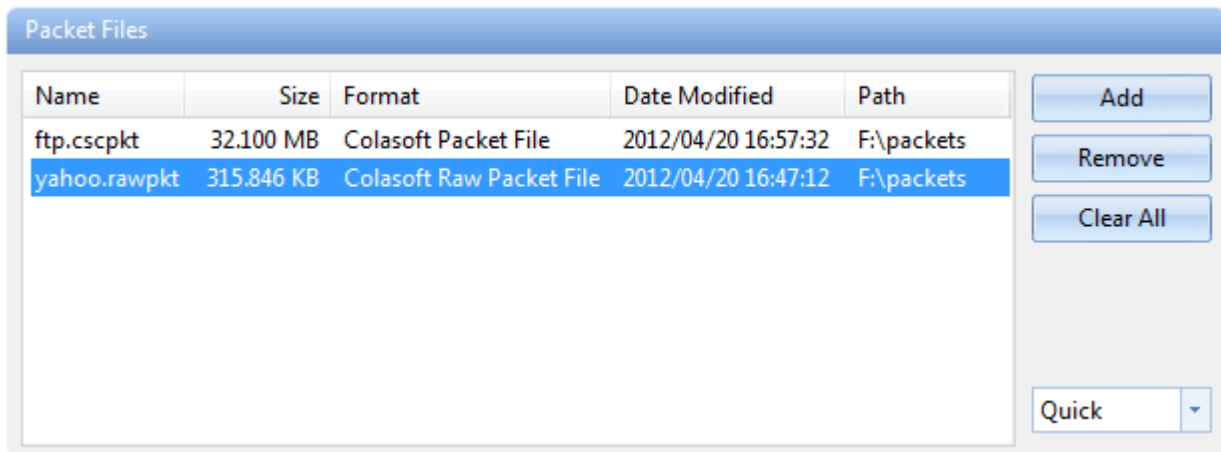 Packet Files
Name Size Format Date Modified Path
ftp.cscpkt 32.100 MB Colasoft Packet File 2012/04/20 16:57:32 F:\packets
yahoo.rawpkt 315.846 KB Colasoft Raw Packet File 2012/04/20 16:47:12 F:\packets
Add
Remove
Clear All
Quick